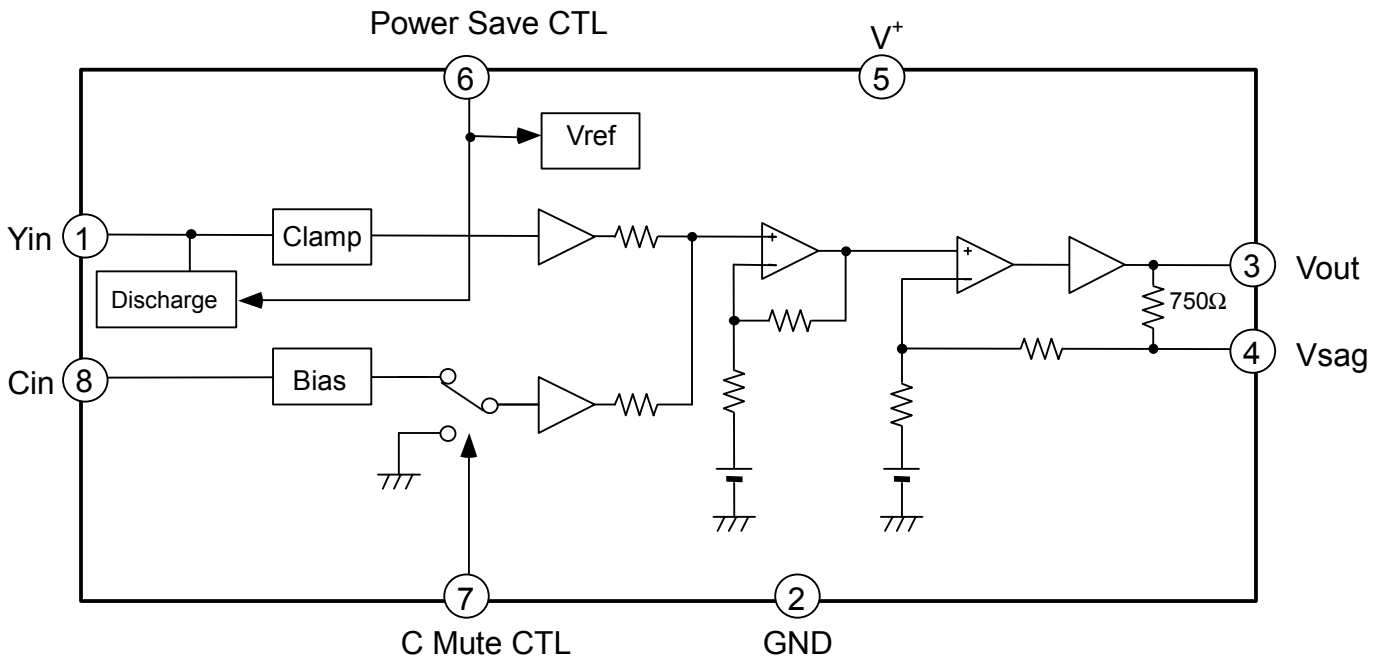 Power Save CTL
V⁺
6
5
Vref
Yin
1
Clamp
+
−
+
−
3
Vout
Discharge
750Ω
4
Vsag
Cin
8
Bias
7
2
C Mute CTL
GND